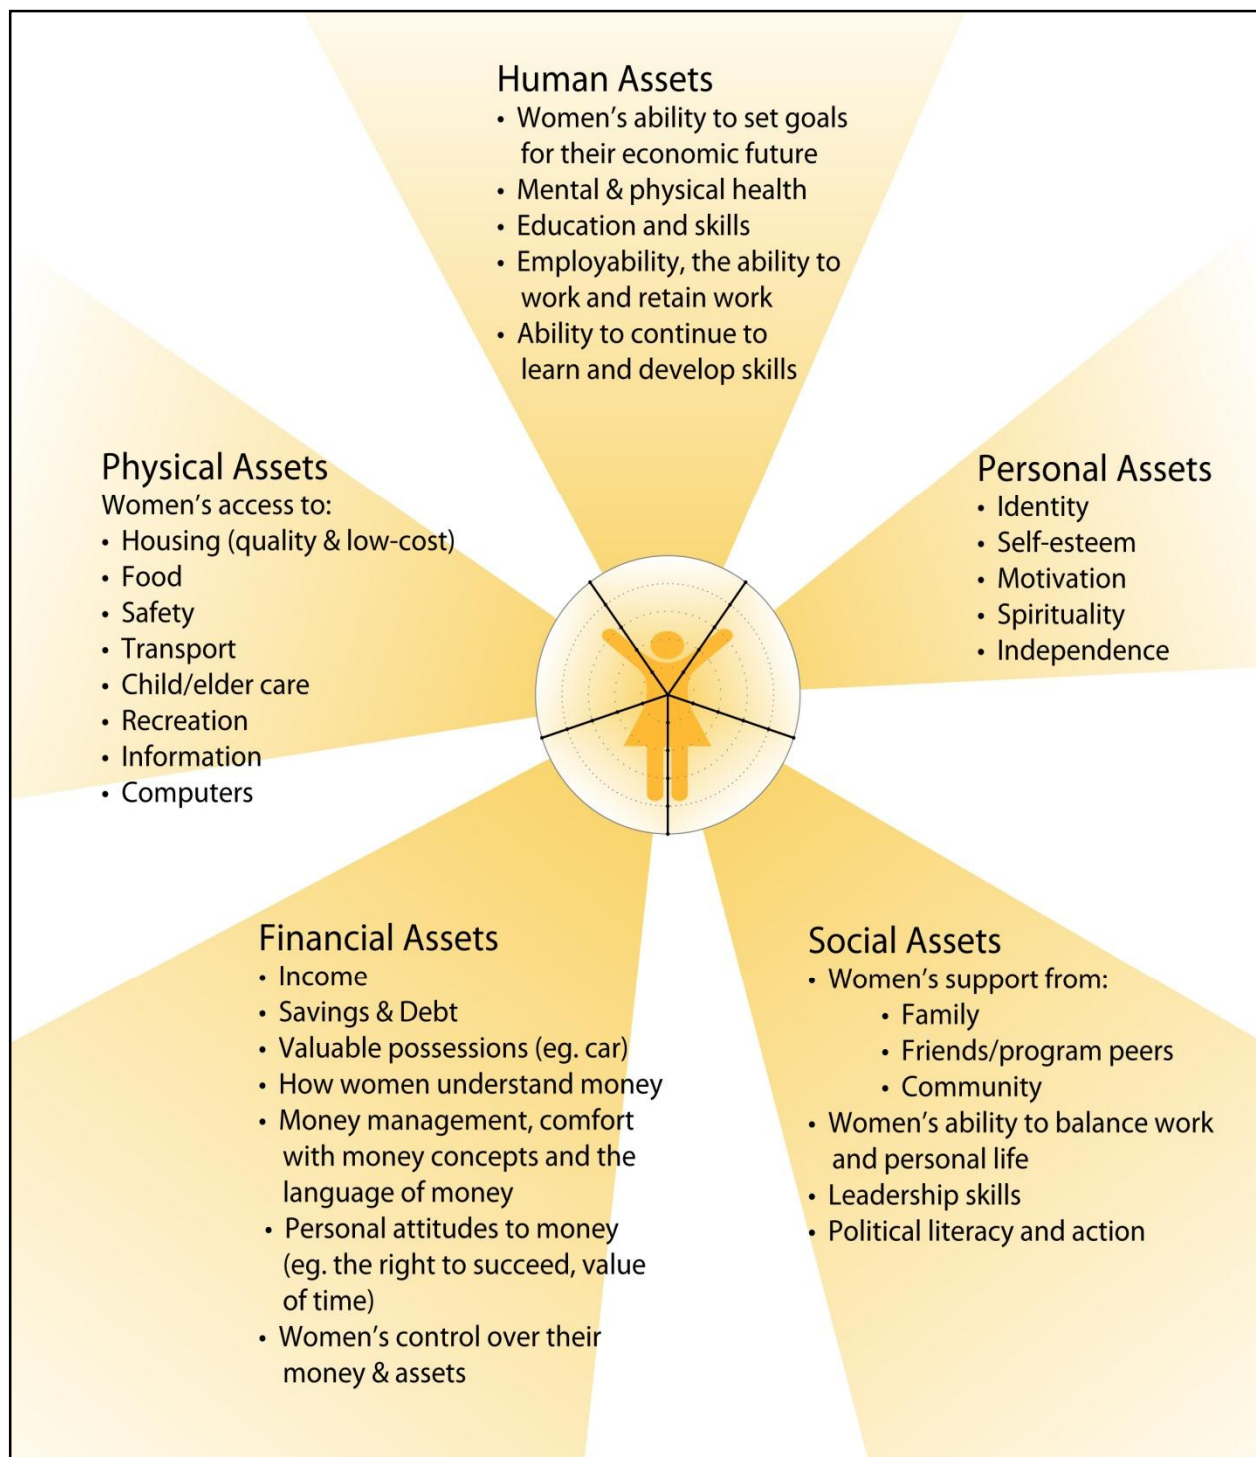 Human Assets
• Women's ability to set goals
for their economic future
• Mental & physical health
• Education and skills
• Employability, the ability to
work and retain work
• Ability to continue to
learn and develop skills
Physical Assets
Women's access to:
• Housing (quality & low-cost)
• Food
• Safety
• Transport
• Child/elder care
• Recreation
• Information
• Computers
Personal Assets
• Identity
• Self-esteem
• Motivation
• Spirituality
• Independence
Financial Assets
• Income
• Savings & Debt
• Valuable possessions (eg. car)
• How women understand money
• Money management, comfort
with money concepts and the
language of money
• Personal attitudes to money
(eg. the right to succeed, value
of time)
• Women's control over their
money & assets
Social Assets
• Women's support from:
• Family
• Friends/program peers
• Community
• Women's ability to balance work
and personal life
• Leadership skills
• Political literacy and action